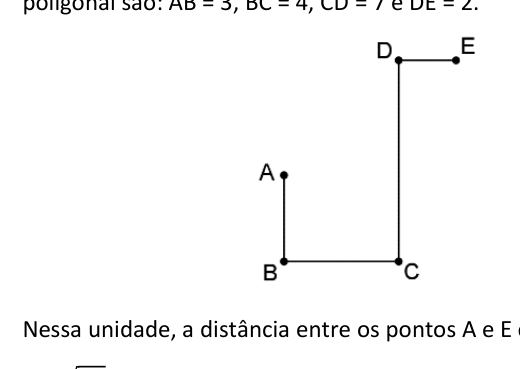 poligonal são: AB = 3, BC = 4, CD = 7 e DE = 2.
D
E
A
B
C
Nessa unidade, a distância entre os pontos A e E